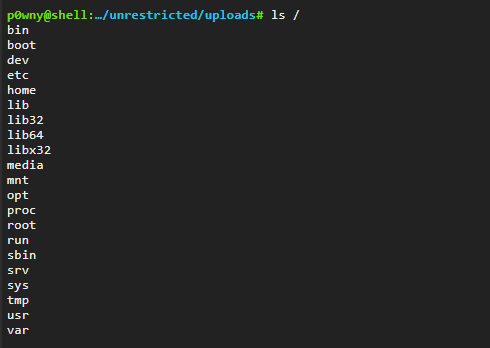 p0wny@shell:…/unrestricted/uploads# ls /
bin
boot
dev
etc
home
lib
lib32
lib64
libx32
media
mnt
opt
proc
root
run
sbin
srv
sys
tmp
usr
var